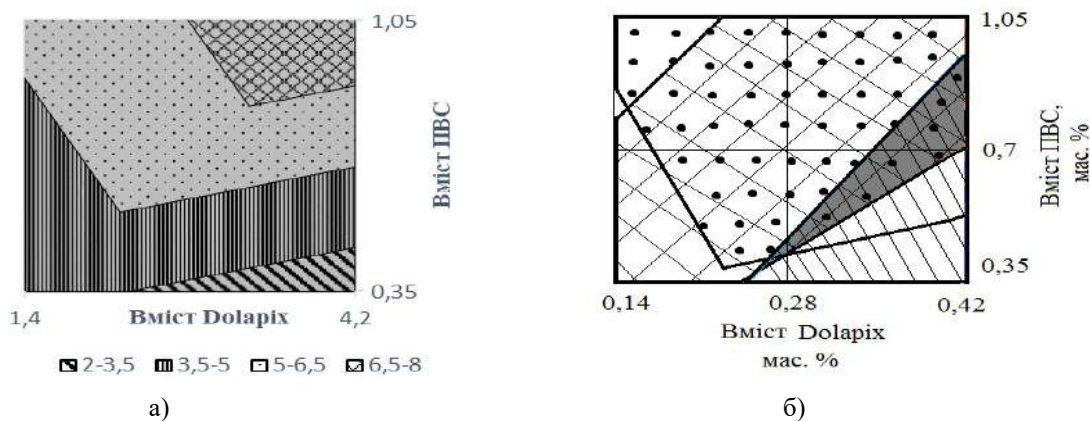 1,05
Вміст ПВС
0,35
1,4
Вміст Dolapix
4,2
2-3,5 3,5-5 5-6,5 6,5-8
а)
1,05
0,7
0,35
Вміст ПВС,
мас. %
0,14
0,28
0,42
Вміст Dolapix
мас. %
б)